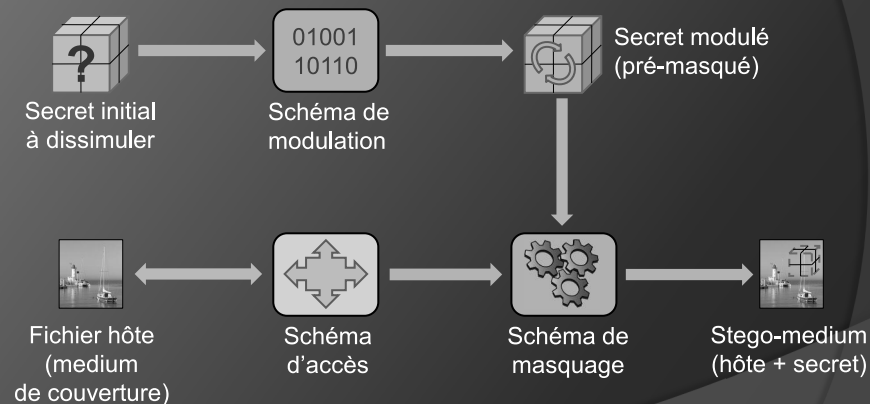 ?
01001
10110
Secret modulé
(pré-masqué)
Secret initial
à dissimuler
Schéma de
modulation
Fichier hôte
(medium
de couverture)
Schéma
d'accès
Schéma de
masquage
Stego-medium
(hôte + secret)